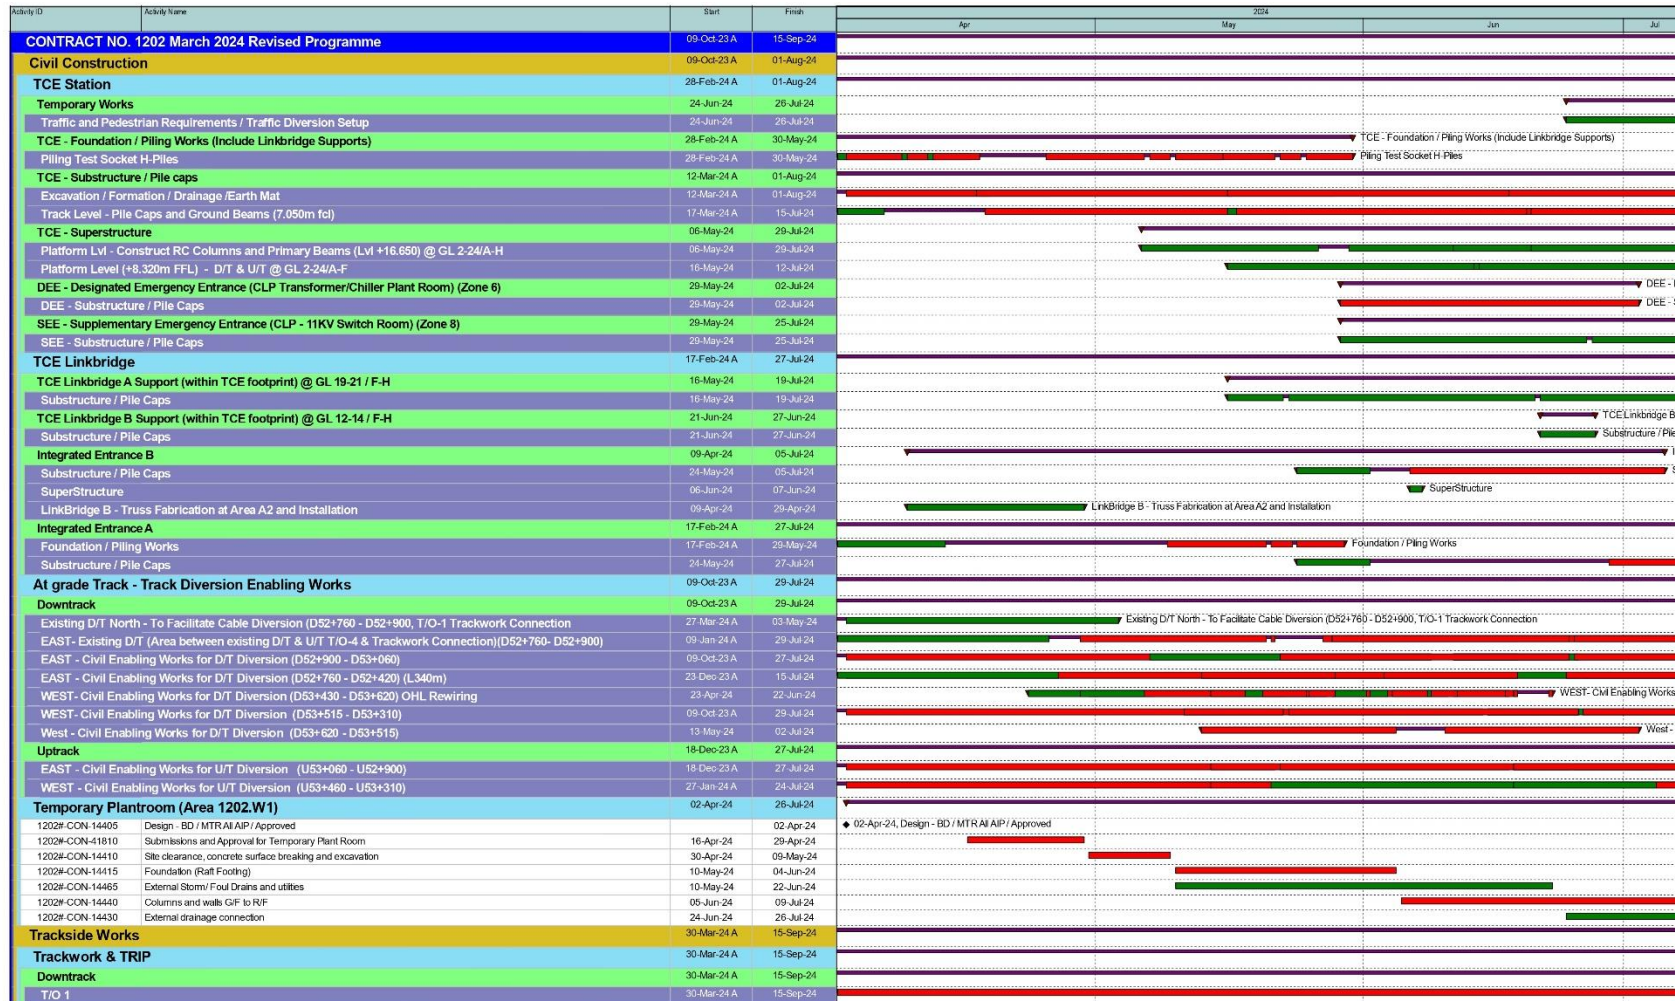 Activity ID Activity Name Start Finish 2024
Apr May Jun Jul
CONTRACT NO. 1202 March 2024 Revised Programme 09-Oct-23 A 15-Sep-24
Civil Construction 09-Oct-23 A 01-Aug-24
TCE Station 28-Feb-24 A 01-Aug-24
Temporary Works 24-Jun-24 26-Jul-24
Traffic and Pedestrian Requirements / Traffic Diversion Setup 24-Jun-24 26-Jul-24
TCE - Foundation / Piling Works (Include Linkbridge Supports) 28-Feb-24 A 30-May-24 TCE - Foundation / Piling Works (Include Linkbridge Supports)
Piling Test Socket H-Piles 28-Feb-24 A 30-May-24 Piling Test Socket H-Piles
TCE - Substructure / Pile caps 12-Mar-24 A 01-Aug-24
Excavation / Formation / Drainage /Earth Mat 12-Mar-24 A 01-Aug-24
Track Level - Pile Caps and Ground Beams (7.050m fcl) 17-Mar-24 A 15-Jul-24
TCE - Superstructure 06-May-24 29-Jul-24
Platform Lvl - Construct RC Columns and Primary Beams (Lvl +16.650) @ GL 2-24/A-H 06-May-24 29-Jul-24
Platform Level (+8.320m FFL) - D/T & U/T @ GL 2-24/A-F 16-May-24 12-Jul-24
DEE - Designated Emergency Entrance (CLP Transformer/Chiller Plant Room) (Zone 6) 29-May-24 02-Jul-24 DEE -
DEE - Substructure / Pile Caps 29-May-24 02-Jul-24 DEE -
SEE - Supplementary Emergency Entrance (CLP - 11KV Switch Room) (Zone 8) 29-May-24 25-Jul-24
SEE - Substructure / Pile Caps 29-May-24 25-Jul-24
TCE Linkbridge 17-Feb-24 A 27-Jul-24
TCE Linkbridge A Support (within TCE footprint) @ GL 19-21 / F-H 16-May-24 19-Jul-24
Substructure / Pile Caps 16-May-24 19-Jul-24
TCE Linkbridge B Support (within TCE footprint) @ GL 12-14 / F-H 21-Jun-24 27-Jun-24 TCE Linkbridge B
Substructure / Pile Caps 21-Jun-24 27-Jun-24 Substructure / Pile
Integrated Entrance B 09-Apr-24 05-Jul-24
Substructure / Pile Caps 24-May-24 05-Jul-24
SuperStructure 06-Jun-24 07-Jun-24 SuperStructure
LinkBridge B - Truss Fabrication at Area A2 and Installation 09-Apr-24 29-Apr-24 LinkBridge B - Truss Fabrication at Area A2 and Installation
Integrated Entrance A 17-Feb-24 A 27-Jul-24
Foundation / Piling Works 17-Feb-24 A 29-May-24 Foundation / Piling Works
Substructure / Pile Caps 24-May-24 27-Jul-24
At grade Track - Track Diversion Enabling Works 09-Oct-23 A 29-Jul-24
Downtrack 09-Oct-23 A 29-Jul-24
Existing D/T North - To Facilitate Cable Diversion (D52+760 - D52+900, T/O-1 Trackwork Connection 27-Mar-24 A 03-May-24 Existing D/T North - To Facilitate Cable Diversion (D52+760 - D52+900, T/O-1 Trackwork Connection
EAST- Existing D/T (Area between existing D/T & U/T T/O-4 & Trackwork Connection)(D52+760- D52+900) 09-Jan-24 A 29-Jul-24
EAST - Civil Enabling Works for D/T Diversion (D52+900 - D53+060) 09-Oct-23 A 27-Jul-24
EAST - Civil Enabling Works for D/T Diversion (D52+760 - D52+420) (L340m) 23-Dec-23 A 15-Jul-24
WEST- Civil Enabling Works for D/T Diversion (D53+430 - D53+620) OHL Rewiring 23-Apr-24 22-Jun-24 WEST- Civil Enabling Works
WEST- Civil Enabling Works for D/T Diversion (D53+515 - D53+310) 09-Oct-23 A 29-Jul-24
West - Civil Enabling Works for D/T Diversion (D53+620 - D53+515) 13-May-24 02-Jul-24 West -
Uptrack 18-Dec-23 A 27-Jul-24
EAST - Civil Enabling Works for U/T Diversion (U53+060 - U52+900) 18-Dec-23 A 27-Jul-24
WEST - Civil Enabling Works for U/T Diversion (U53+460 - U53+310) 27-Jan-24 A 24-Jul-24
Temporary Plantroom (Area 1202.W1) 02-Apr-24 26-Jul-24
1202#-CON-14405 Design - BD / MTR All AIP / Approved 02-Apr-24 02-Apr-24, Design - BD / MTR All AIP / Approved
1202#-CON-41810 Submissions and Approval for Temporary Plant Room 16-Apr-24 29-Apr-24
1202#-CON-14410 Site clearance, concrete surface breaking and excavation 30-Apr-24 09-May-24
1202#-CON-14415 Foundation (Raft Footing) 10-May-24 04-Jun-24
1202#-CON-14465 External Storm/ Foul Drains and utilities 10-May-24 22-Jun-24
1202#-CON-14440 Columns and walls G/F to R/F 05-Jun-24 09-Jul-24
1202#-CON-14430 External drainage connection 24-Jun-24 26-Jul-24
Trackside Works 30-Mar-24 A 15-Sep-24
Trackwork & TRIP 30-Mar-24 A 15-Sep-24
Downtrack 30-Mar-24 A 15-Sep-24
T/O 1 30-Mar-24 A 15-Sep-24